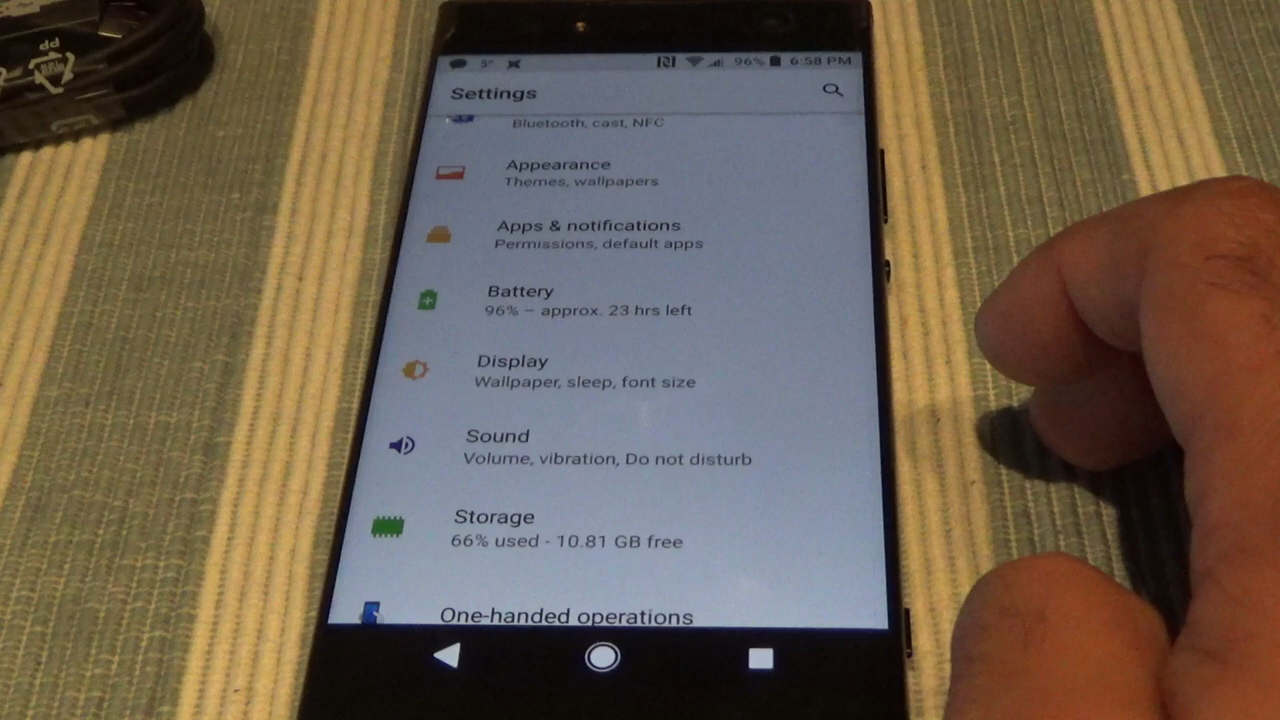 PP
5°
96%
6:58 PM
Settings
Bluetooth, cast, NFC
Appearance
Themes, wallpapers
Apps & notifications
Permissions, default apps
Battery
96% – approx. 23 hrs left
Display
Wallpaper, sleep, font size
Sound
Volume, vibration, Do not disturb
Storage
66% used - 10.81 GB free
One-handed operations